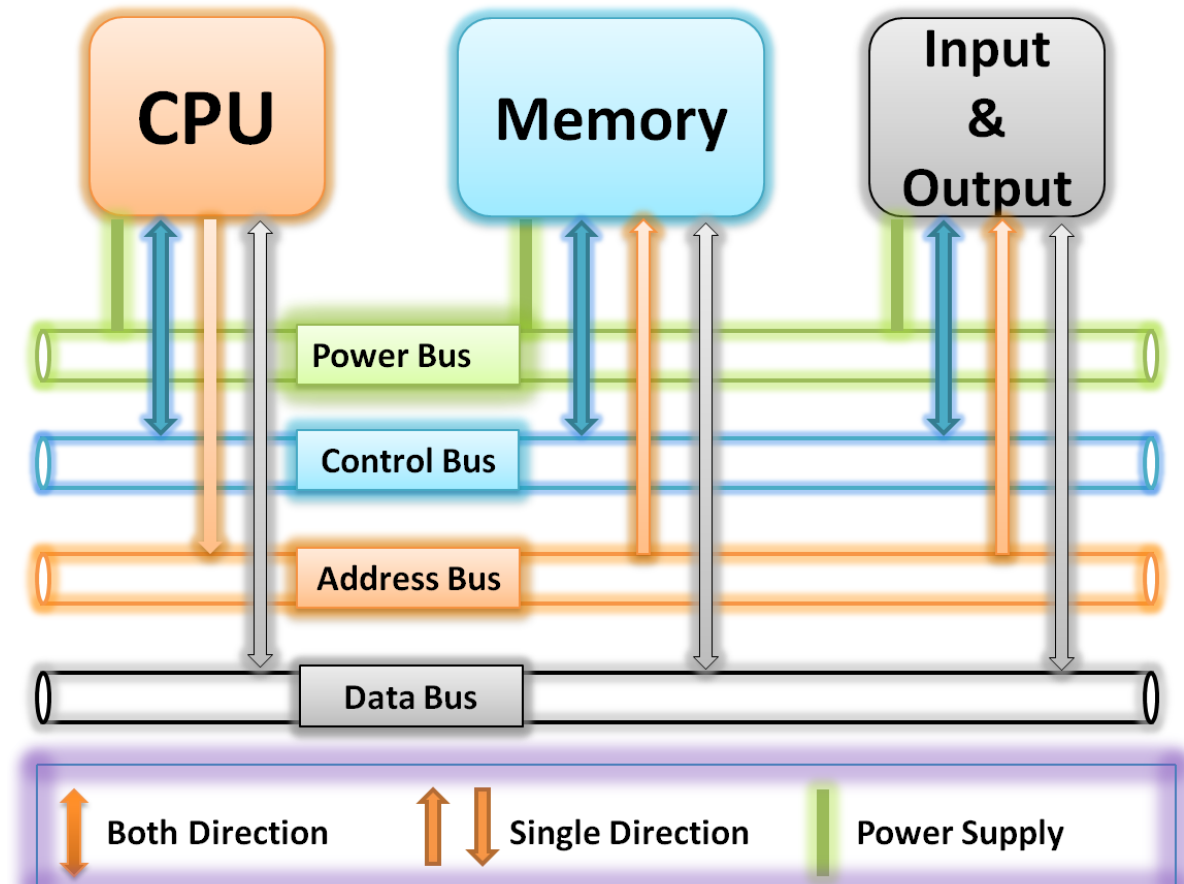 CPU
Memory
Input
&
Output
Power Bus
Control Bus
Address Bus
Data Bus
Both Direction
Single Direction
Power Supply